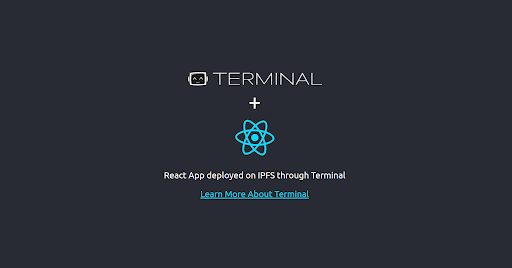 TERMINAL
+
React App deployed on IPFS through Terminal
Learn More About Terminal